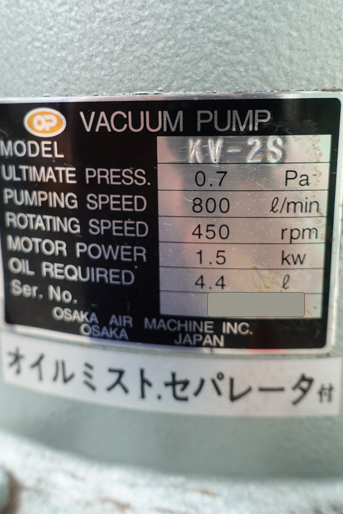 OP VACUUM PUMP
MODEL KV-2S
ULTIMATE PRESS. 0.7 Pa
PUMPING SPEED 800 ℓ/min
ROTATING SPEED 450 rpm
MOTOR POWER 1.5 kw
OIL REQUIRED 4.4 ℓ
Ser. No.
OSAKA AIR MACHINE INC.
OSAKA JAPAN
オイルミスト.セパレータ付